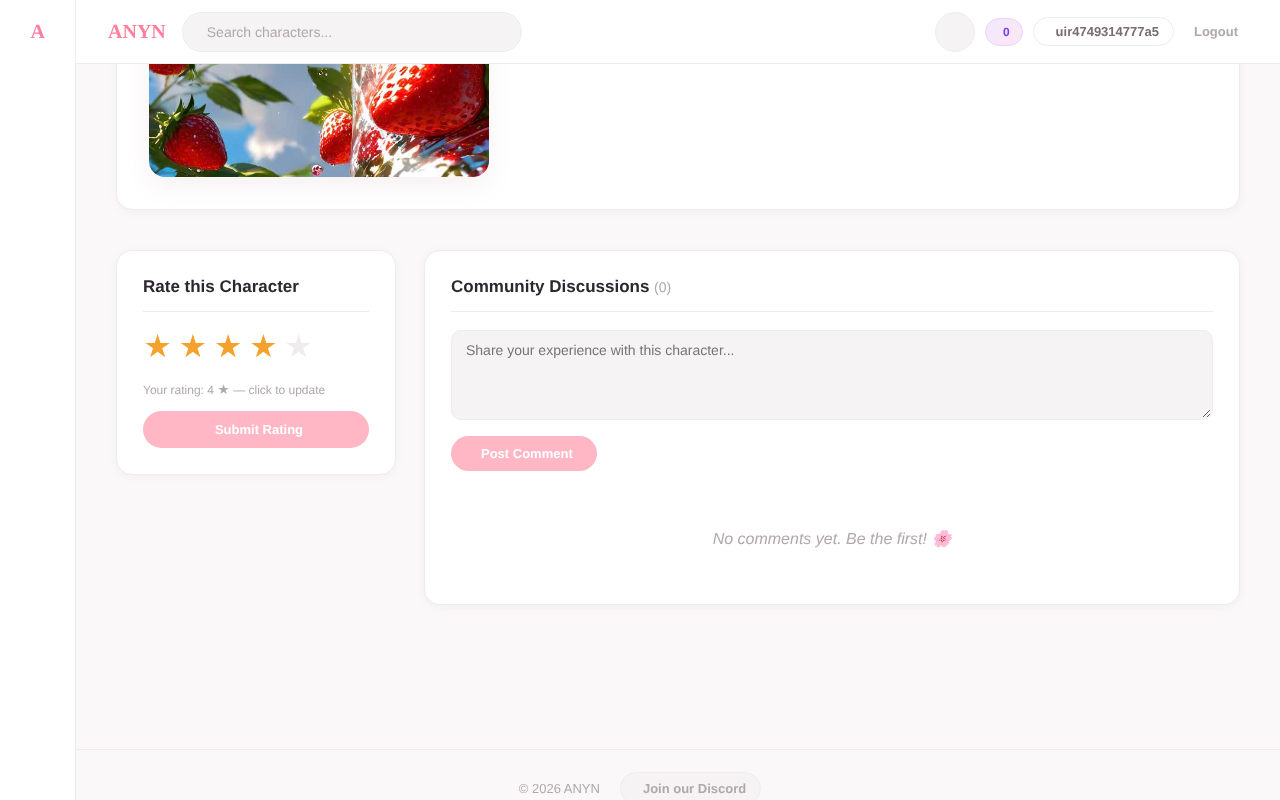 A
ANYN
Search characters...
0
uir4749314777a5
Logout
Rate this Character
★ ★ ★ ★ ★
Your rating: 4 ★ — click to update
Submit Rating
Community Discussions (0)
Share your experience with this character...
Post Comment
No comments yet. Be the first! 🌸
© 2026 ANYN
Join our Discord